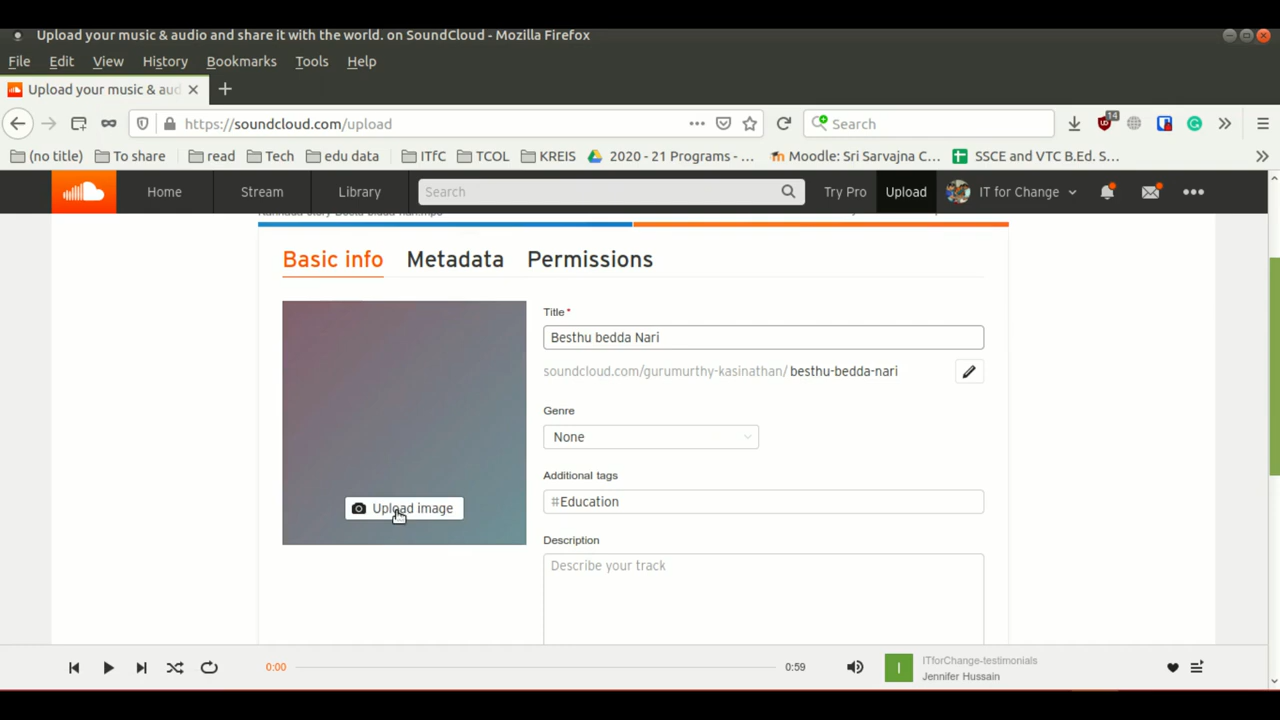 Upload your music & audio and share it with the world. on SoundCloud - Mozilla Firefox
File Edit View History Bookmarks Tools Help
Upload your music & aud
https://soundcloud.com/upload
Search
14
(no title) To share read Tech edu data ITfC TCOL KREIS 2020 - 21 Programs - ... Moodle: Sri Sarvajna C... SSCE and VTC B.Ed. S...
Home Stream Library Search Try Pro Upload IT for Change
Basic info Metadata Permissions
Title *
Besthu bedda Nari
soundcloud.com/gurumurthy-kasinathan/ besthu-bedda-nari
Genre
None
Additional tags
#Education
Upload image
Description
Describe your track
0:00 0:59
I
ITforChange-testimonials
Jennifer Hussain